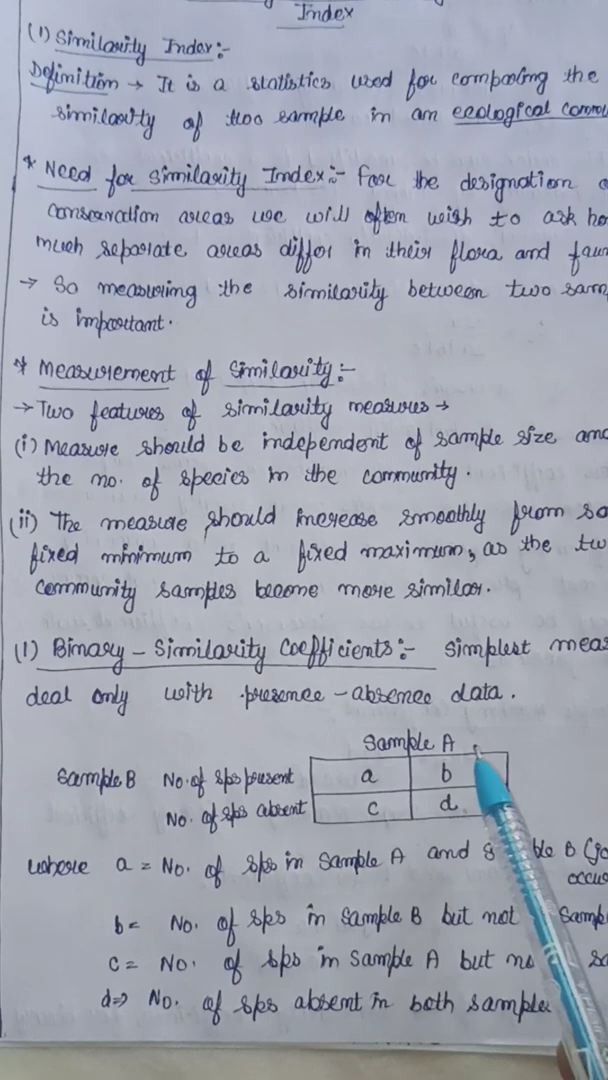 Index
(1) Similarity Index:-
Definition → It is a statistics used for comparing the
similarity of two sample in an ecological
* Need for Similarity Index:- For the designation
conservation areas we will often wish to ask
much separate areas differ in their flora and
→ So measuring the similarity between two
is important.
* Measurement of Similarity:-
→ Two features of similarity measures →
(i) Measure should be independent of sample size and
the no. of species in the community.
(ii) The measure should increase smoothly from
fixed minimum to a fixed maximum, as the
community samples become more similar.
(1) Binary - Similarity Coefficients:- Simplest
deal only with presence - absence data.
Sample A
Sample B No. of sps present a b
No. of sps absent c d
where a = No. of sps in Sample A and B
b = No. of sps in Sample B but not
c = No. of sps in Sample A but
d ⇒ No. of sps absent in both